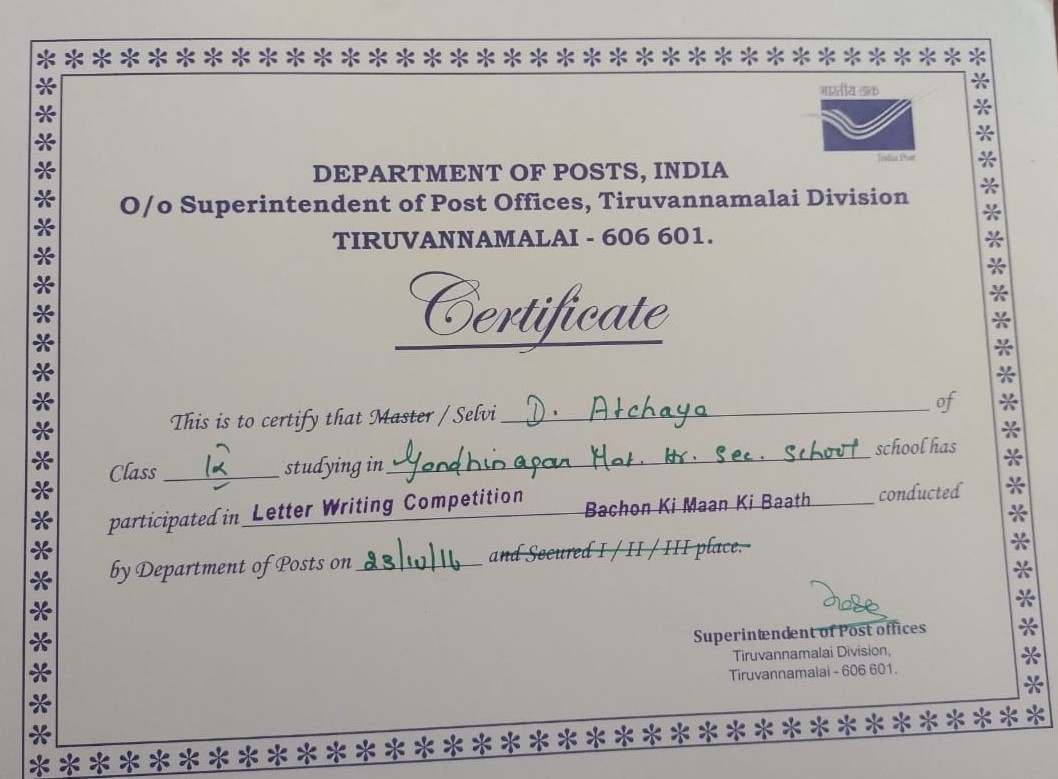 भारतीय डाक
India Post
DEPARTMENT OF POSTS, INDIA
O/o Superintendent of Post Offices, Tiruvannamalai Division
TIRUVANNAMALAI - 606 601.
Certificate
This is to certify that Master / Selvi D. Atchaya of
Class studying in Gandhinagar Mat. Hr. Sec. School school has
participated in Letter Writing Competition Bachon Ki Maan Ki Baath conducted
by Department of Posts on 23/10/16 and Secured I / II / III place.
Superintendent of Post offices
Tiruvannamalai Division,
Tiruvannamalai - 606 601.